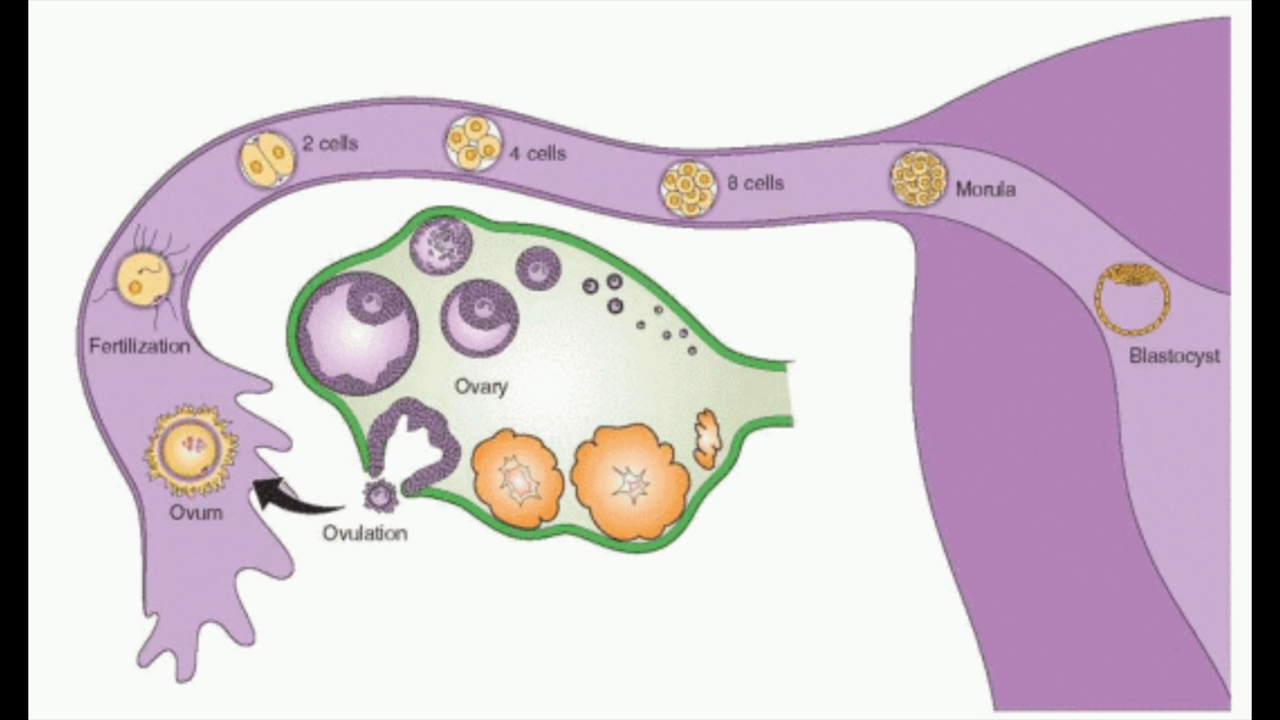 2 cells
4 cells
8 cells
Morula
Fertilization
Blastocyst
Ovary
Ovum
Ovulation